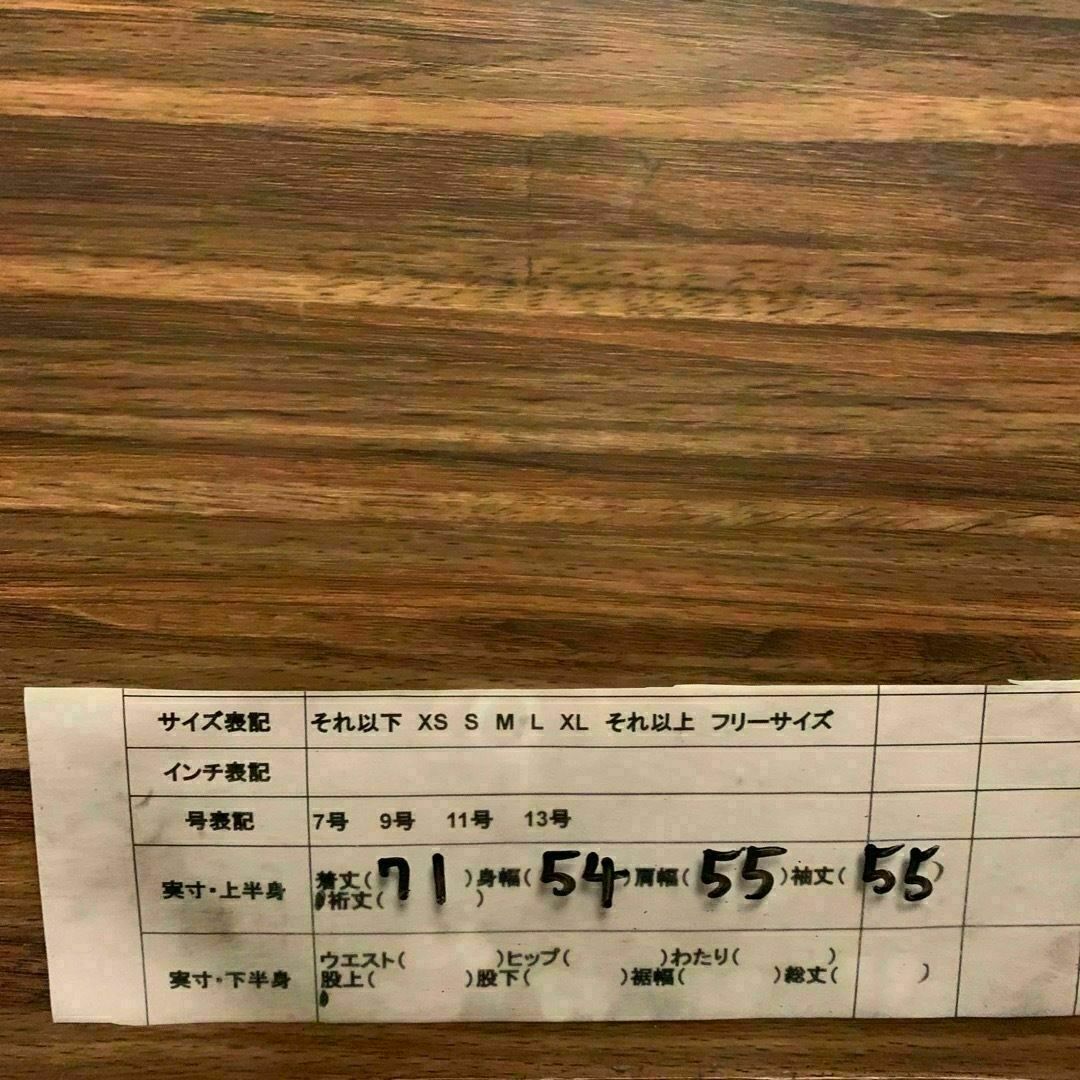 サイズ表記 それ以下 XS S M L XL それ以上 フリーサイズ
インチ表記
号表記 7号 9号 11号 13号
実寸・上半身 着丈( 71 )身幅( 54 )肩幅( 55 )袖丈( 55 )
裄丈( )
実寸・下半身 ウエスト( )ヒップ( )わたり( )
股上( )股下( )裾幅( )総丈( )